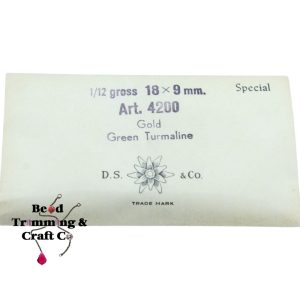 1/12 gross 18 × 9 mm.
Special
Art. 4200
Gold
Green Turmaline
D. S. & Co.
TRADE MARK
Bead
Trimming &
Craft Co